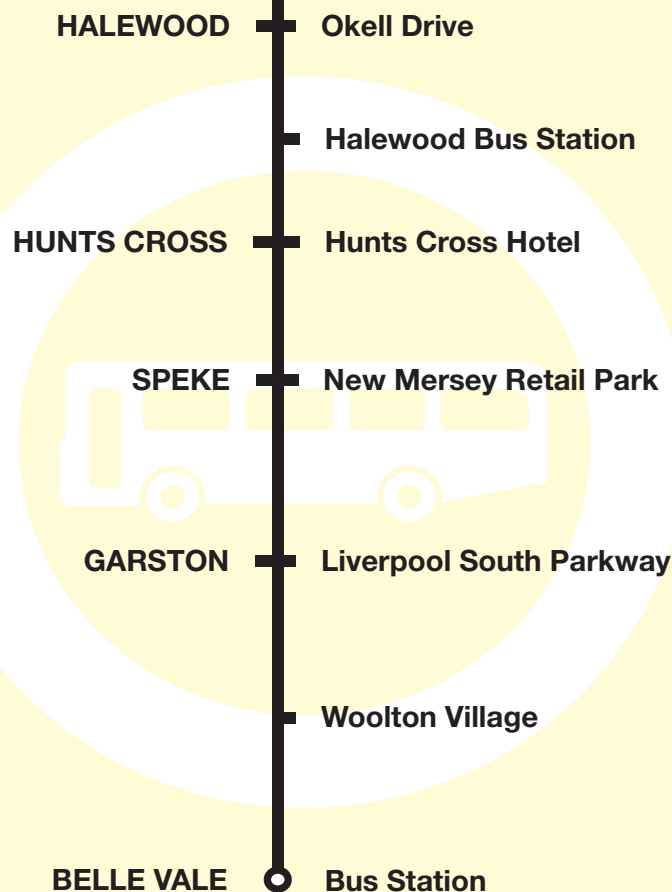 HALEWOOD Okell Drive
Halewood Bus Station
HUNTS CROSS Hunts Cross Hotel
SPEKE New Mersey Retail Park
GARSTON Liverpool South Parkway
Woolton Village
BELLE VALE Bus Station